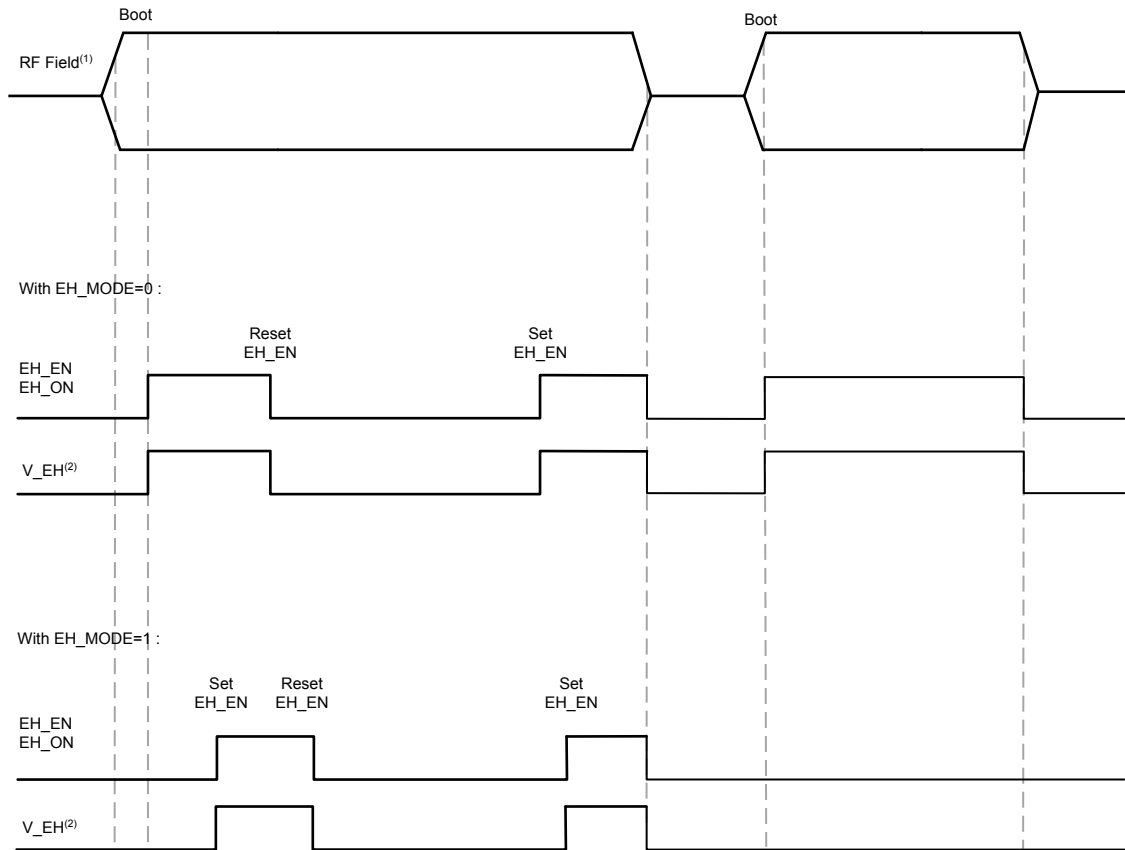 Boot
Boot
RF Field(1)
With EH_MODE=0 :
Reset
EH_EN
Set
EH_EN
EH_EN
EH_ON
V_EH(2)
With EH_MODE=1 :
Set
EH_EN
Reset
EH_EN
Set
EH_EN
EH_EN
EH_ON
V_EH(2)